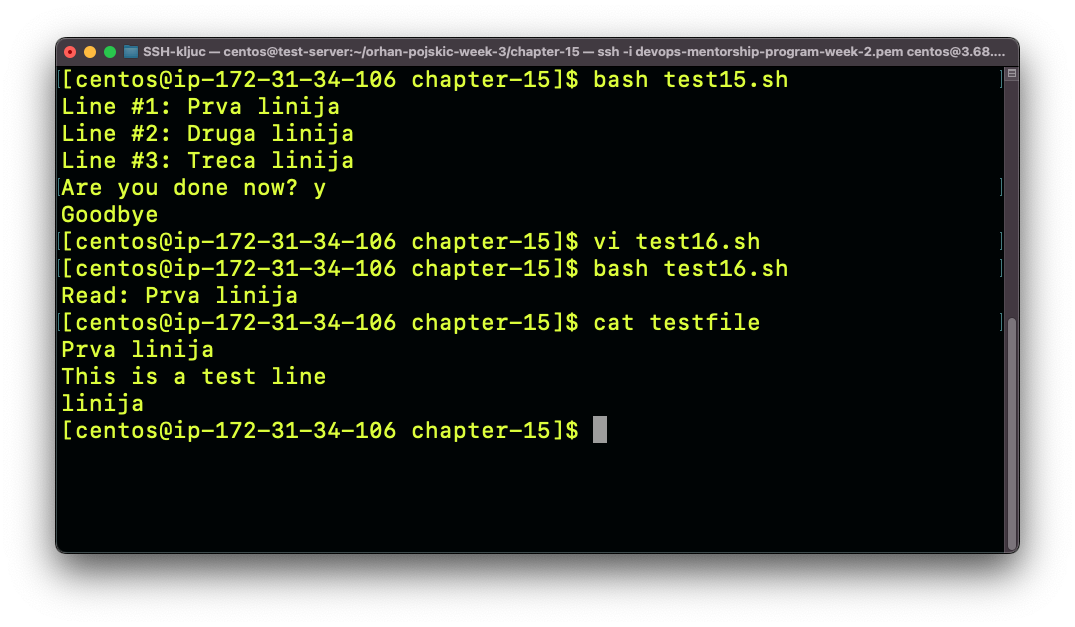 SSH-kljuc — centos@test-server:~/orhan-pojskic-week-3/chapter-15 — ssh -i devops-mentorship-program-week-2.pem centos@3.68....
[centos@ip-172-31-34-106 chapter-15]$ bash test15.sh
Line #1: Prva linija
Line #2: Druga linija
Line #3: Treca linija
Are you done now? y
Goodbye
[centos@ip-172-31-34-106 chapter-15]$ vi test16.sh
[centos@ip-172-31-34-106 chapter-15]$ bash test16.sh
Read: Prva linija
[centos@ip-172-31-34-106 chapter-15]$ cat testfile
Prva linija
This is a test line
linija
[centos@ip-172-31-34-106 chapter-15]$